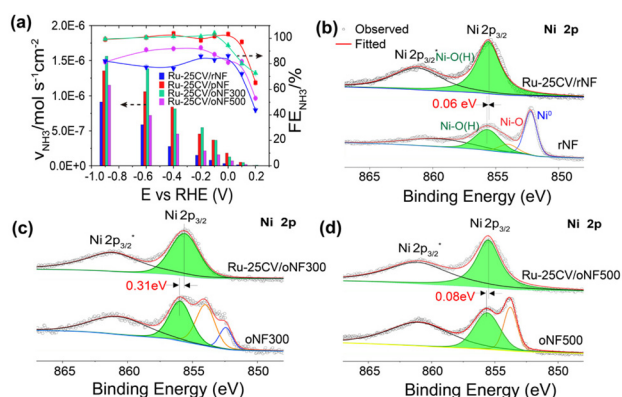 (a)
2.0E-6
1.5E-6
1.0E-6
5.0E-7
0.0E+0
vNH3/mol s-1cm-2
100
80
60
40
20
0
FENH3/%
Ru-25CV/rNF
Ru-25CV/pNF
Ru-25CV/oNF300
Ru-25CV/oNF500
-1.0 -0.8 -0.6 -0.4 -0.2 0.0 0.2
E vs RHE (V)
(b)
Observed
Fitted
Ni 2p3/2
Ni 2p
Ni 2p3/2*
Ni-O(H)
Ru-25CV/rNF
0.06 eV
Ni-O(H)
Ni-O
Ni0
rNF
865 860 855 850
Binding Energy (eV)
(c)
Ni 2p
Ni 2p3/2
Ni 2p3/2*
Ru-25CV/oNF300
0.31eV
oNF300
865 860 855 850
Binding Energy (eV)
(d)
Ni 2p3/2
Ni 2p
Ni 2p3/2*
Ru-25CV/oNF500
0.08eV
oNF500
865 860 855 850
Binding Energy (eV)